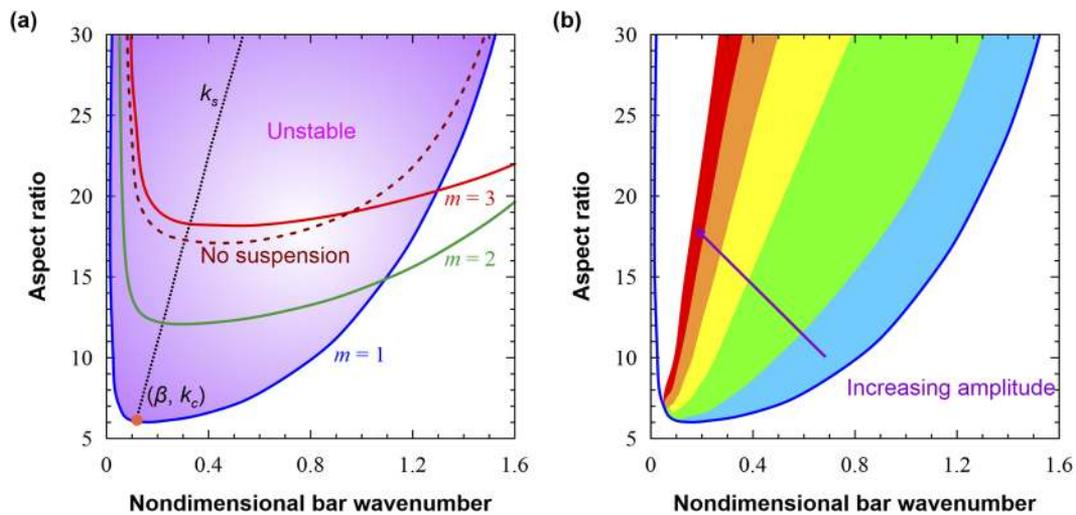 (a)
30
25
20
15
10
5
Aspect ratio
k_s
Unstable
m = 3
No suspension
m = 2
m = 1
(β, k_c)
0 0.4 0.8 1.2 1.6
Nondimensional bar wavenumber
(b)
30
25
20
15
10
5
Aspect ratio
Increasing amplitude
0 0.4 0.8 1.2 1.6
Nondimensional bar wavenumber